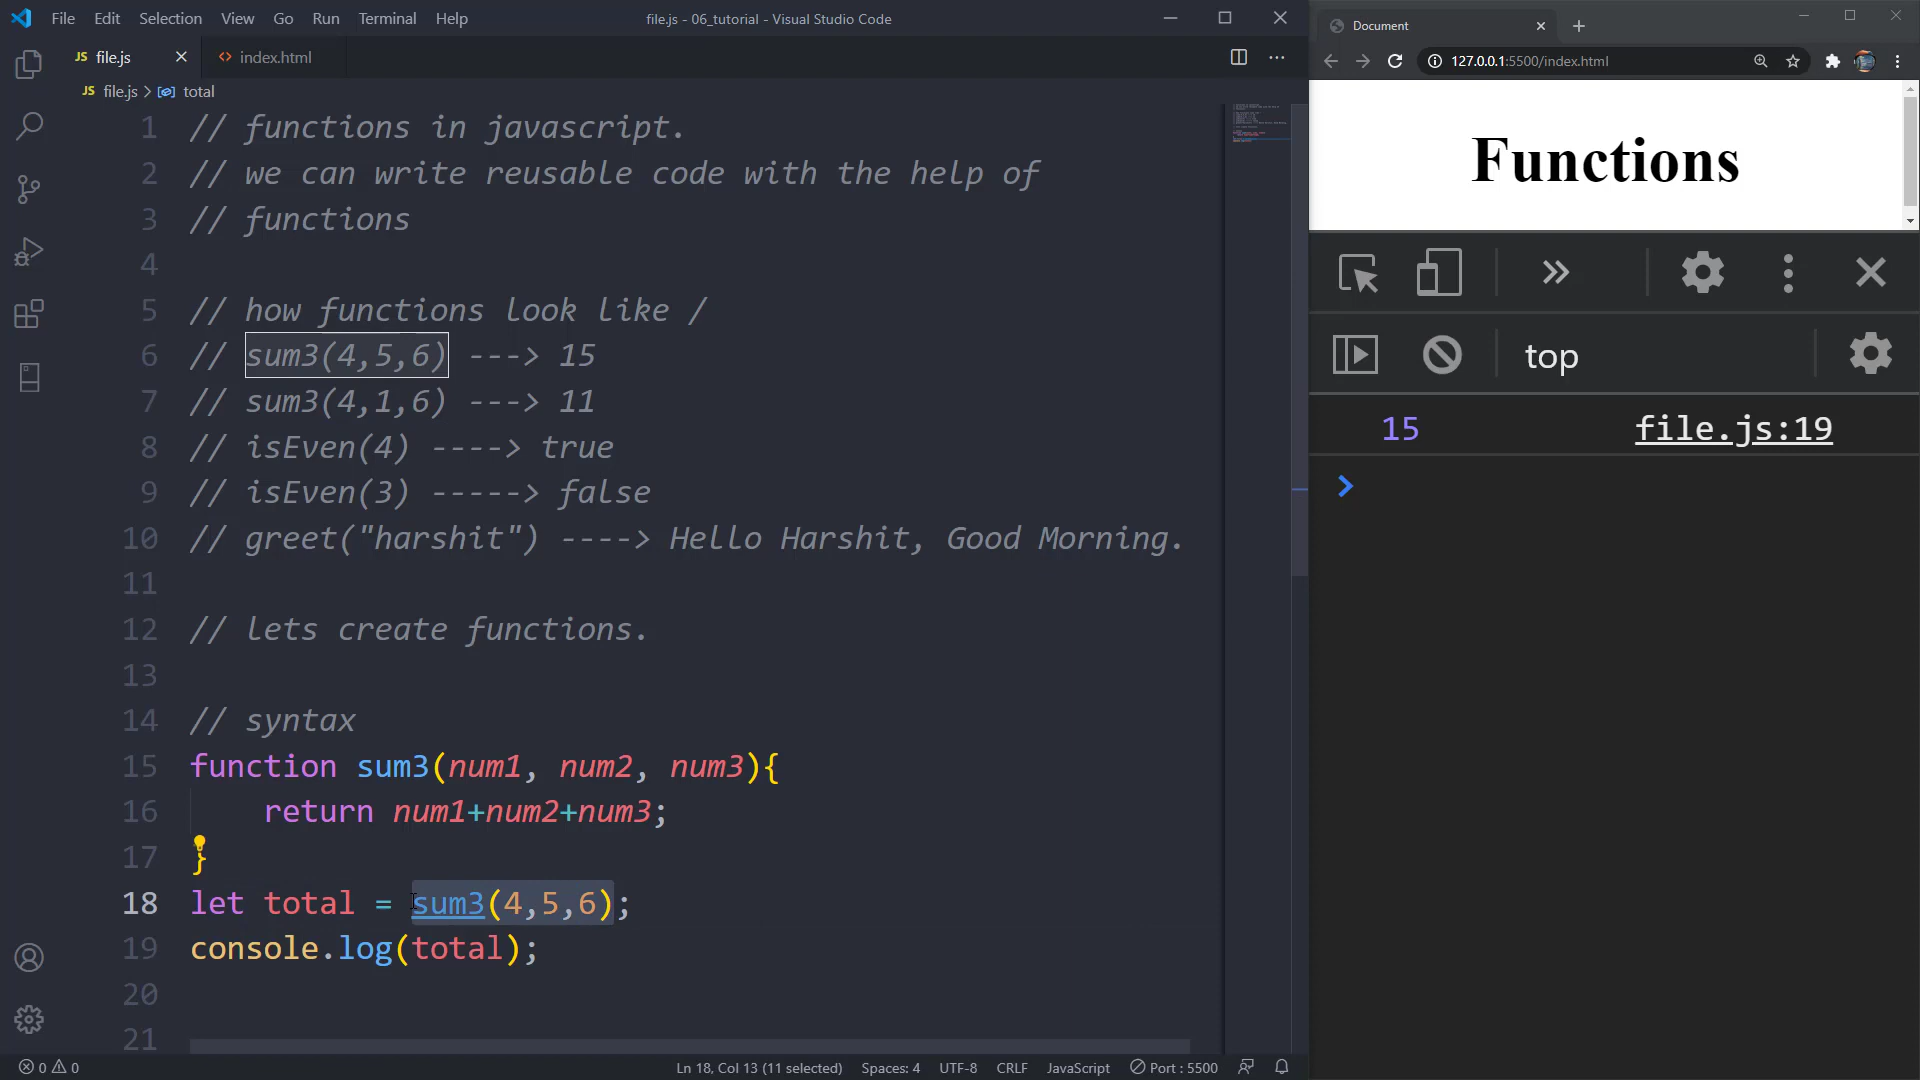 File Edit Selection View Go Run Terminal Help
file.js - 06_tutorial - Visual Studio Code
JS file.js
index.html
JS file.js > total
1 // functions in javascript.
2 // we can write reusable code with the help of
3 // functions
4
5 // how functions look like /
6 // sum3(4,5,6) ---> 15
7 // sum3(4,1,6) ---> 11
8 // isEven(4) ----> true
9 // isEven(3) -----> false
10 // greet("harshit") ----> Hello Harshit, Good Morning.
11
12 // lets create functions.
13
14 // syntax
15 function sum3(num1, num2, num3){
16 return num1+num2+num3;
17 }
18 let total = sum3(4,5,6);
19 console.log(total);
20
21
0 0
Ln 18, Col 13 (11 selected)
Spaces: 4
UTF-8
CRLF
JavaScript
Port : 5500
Document
127.0.0.1:5500/index.html
Functions
top
15 file.js:19